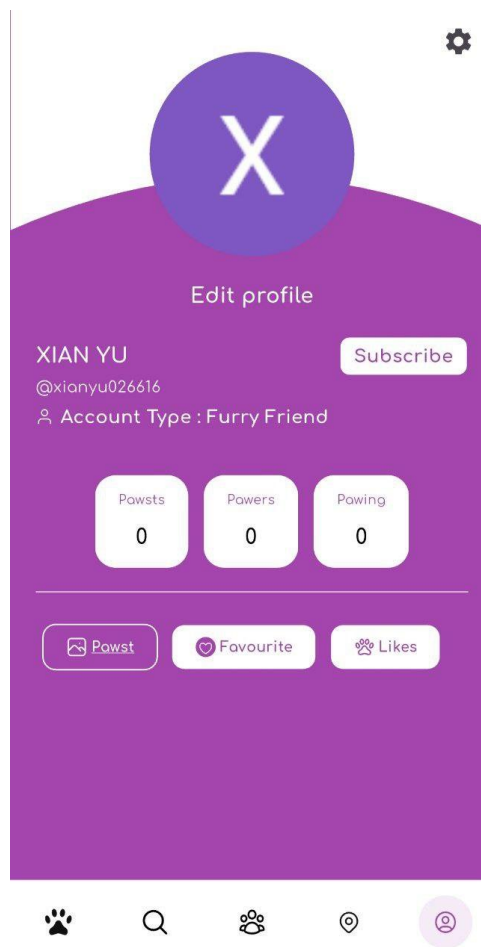 X
Edit profile
XIAN YU
Subscribe
@xianyu026616
Account Type : Furry Friend
Pawsts
Pawers
Pawing
0
0
0
Pawst
Favourite
Likes